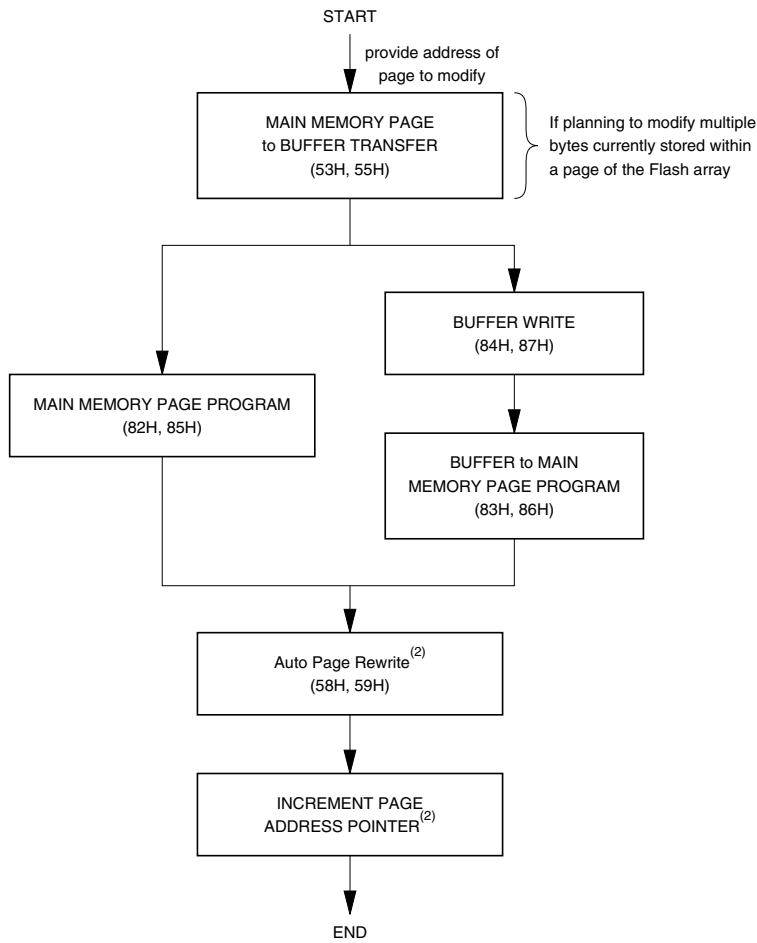 START
provide address of
page to modify
MAIN MEMORY PAGE
to BUFFER TRANSFER
(53H, 55H)
If planning to modify multiple
bytes currently stored within
a page of the Flash array
BUFFER WRITE
(84H, 87H)
MAIN MEMORY PAGE PROGRAM
(82H, 85H)
BUFFER to MAIN
MEMORY PAGE PROGRAM
(83H, 86H)
Auto Page Rewrite(2)
(58H, 59H)
INCREMENT PAGE
ADDRESS POINTER(2)
END